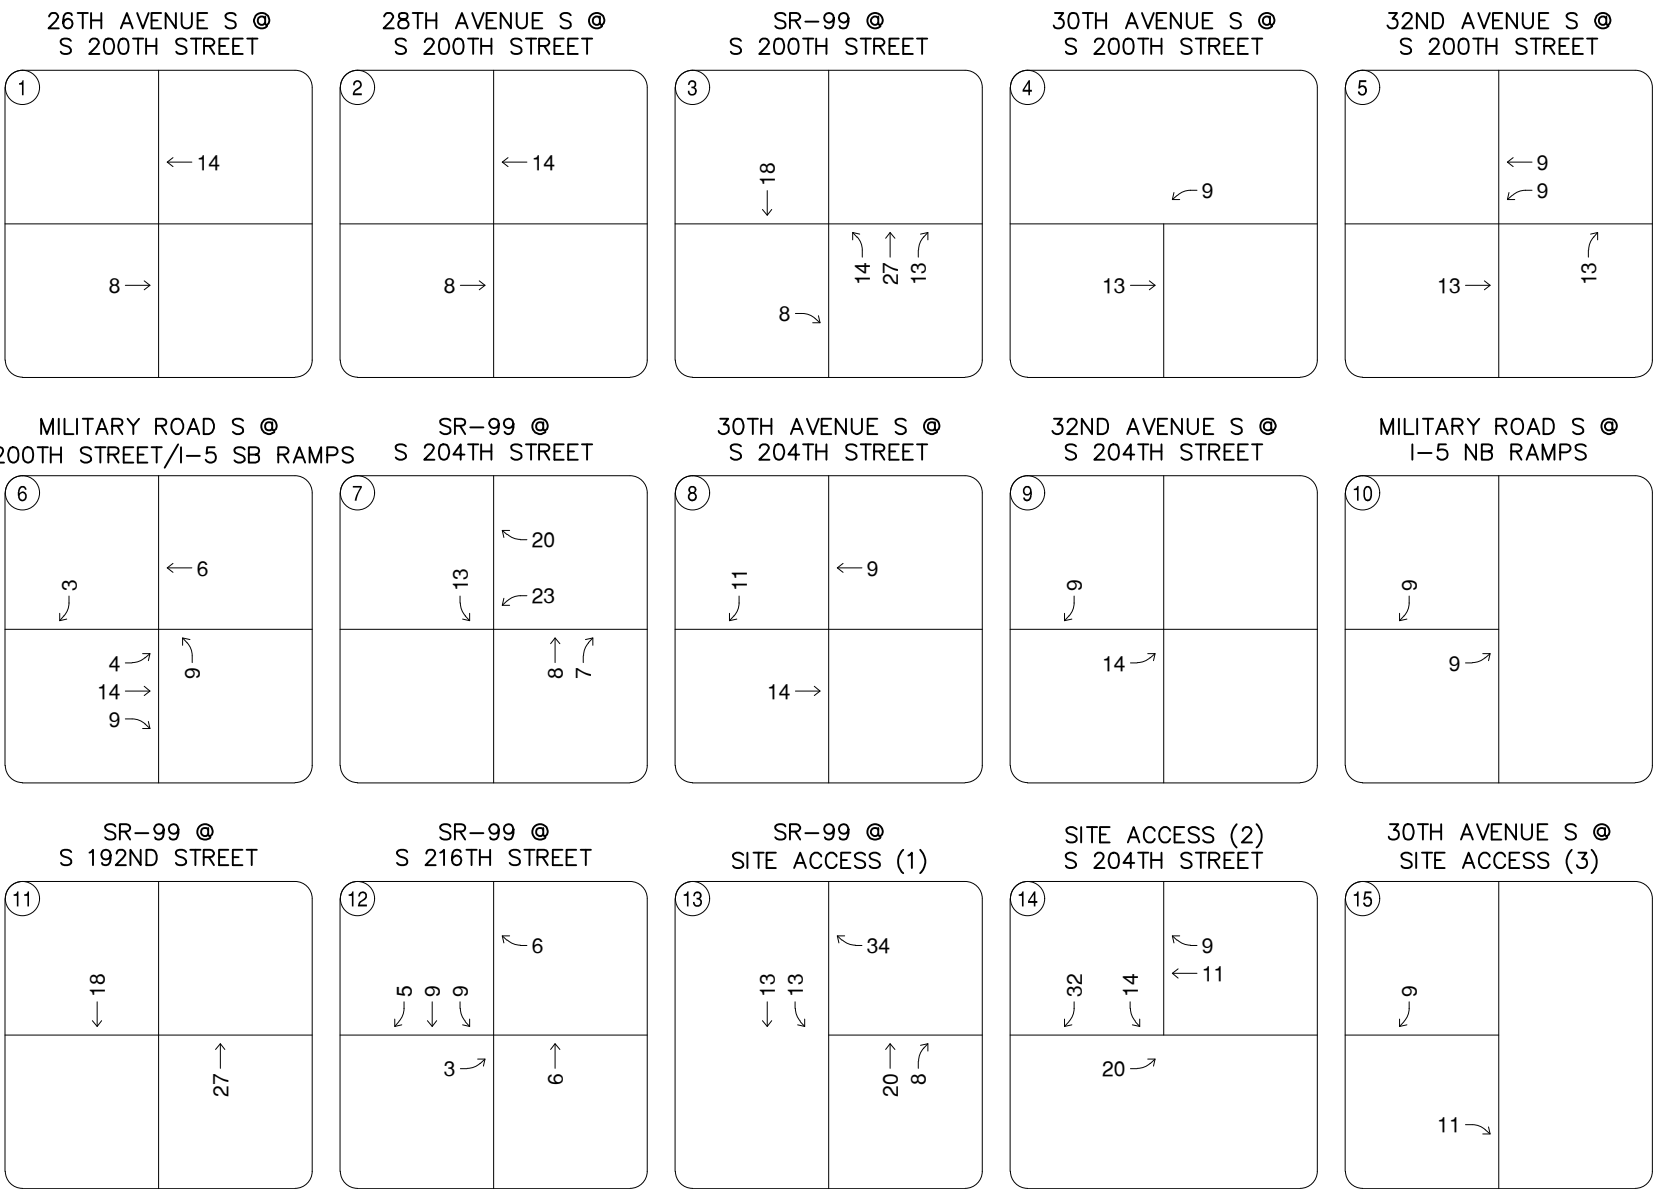 26TH AVENUE S @
S 200TH STREET
1
14
8
28TH AVENUE S @
S 200TH STREET
2
14
8
SR-99 @
S 200TH STREET
3
18
14 27 13
8
30TH AVENUE S @
S 200TH STREET
4
9
13
32ND AVENUE S @
S 200TH STREET
5
9
9
13
13
MILITARY ROAD S @
200TH STREET/I-5 SB RAMPS
6
6
3
4
14
9
9
SR-99 @
S 204TH STREET
7
20
13
23
8 7
30TH AVENUE S @
S 204TH STREET
8
11
9
14
32ND AVENUE S @
S 204TH STREET
9
9
14
MILITARY ROAD S @
I-5 NB RAMPS
10
9
9
SR-99 @
S 192ND STREET
11
18
27
SR-99 @
S 216TH STREET
12
6
5 9 9
3
6
SR-99 @
SITE ACCESS (1)
13
34
13 13
20 8
SITE ACCESS (2)
S 204TH STREET
14
9
11
32 14
20
30TH AVENUE S @
SITE ACCESS (3)
15
9
11